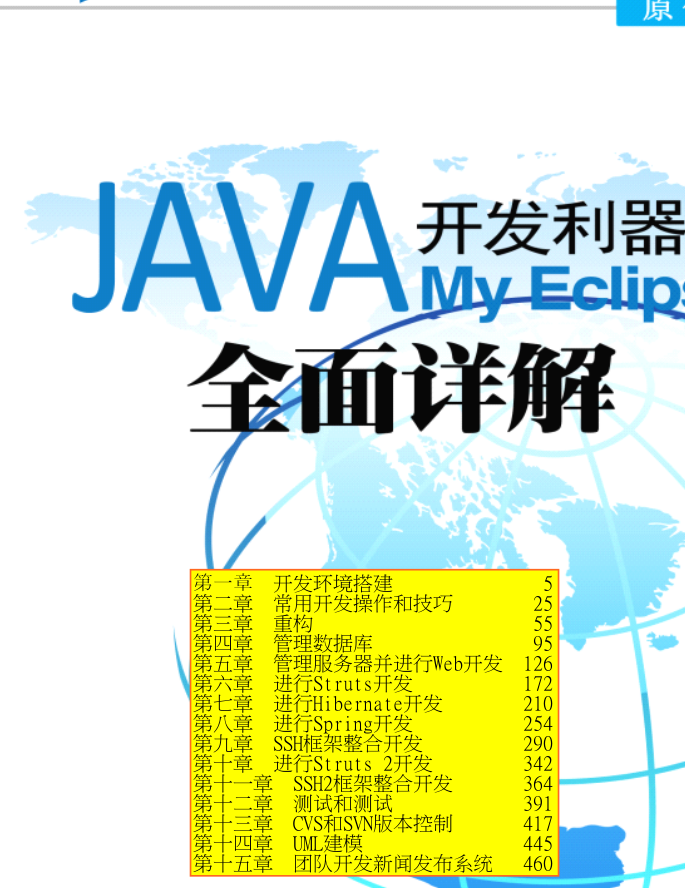 原
JAVA
开发利器
My Eclips
全面详解
第一章 开发环境搭建 5
第二章 常用开发操作和技巧 25
第三章 重构 55
第四章 管理数据库 95
第五章 管理服务器并进行Web开发 126
第六章 进行Struts开发 172
第七章 进行Hibernate开发 210
第八章 进行Spring开发 254
第九章 SSH框架整合开发 290
第十章 进行Struts 2开发 342
第十一章 SSH2框架整合开发 364
第十二章 测试和测试 391
第十三章 CVS和SVN版本控制 417
第十四章 UML建模 445
第十五章 团队开发新闻发布系统 460